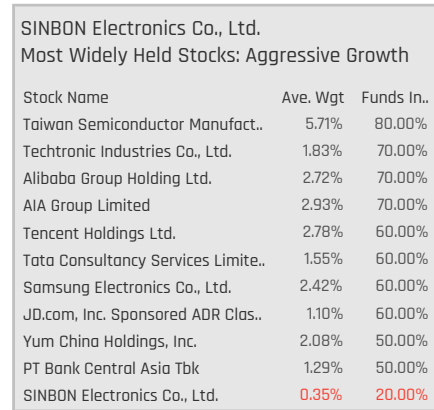 SINBON Electronics Co., Ltd.
Most Widely Held Stocks: Aggressive Growth
Stock Name Ave. Wgt Funds In..
Taiwan Semiconductor Manufact.. 5.71% 80.00%
Techtronic Industries Co., Ltd. 1.83% 70.00%
Alibaba Group Holding Ltd. 2.72% 70.00%
AIA Group Limited 2.93% 70.00%
Tencent Holdings Ltd. 2.78% 60.00%
Tata Consultancy Services Limite.. 1.55% 60.00%
Samsung Electronics Co., Ltd. 2.42% 60.00%
JD.com, Inc. Sponsored ADR Clas.. 1.10% 60.00%
Yum China Holdings, Inc. 2.08% 50.00%
PT Bank Central Asia Tbk 1.29% 50.00%
SINBON Electronics Co., Ltd. 0.35% 20.00%